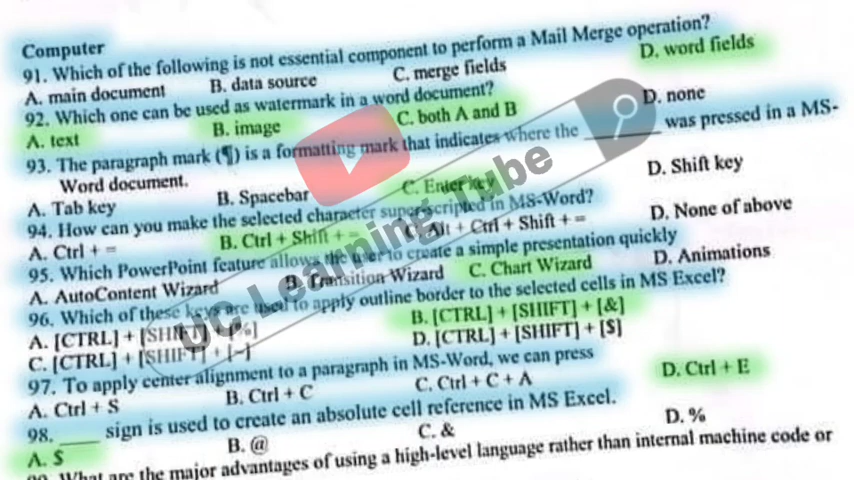 Computer
91. Which of the following is not essential component to perform a Mail Merge operation?
A. main document B. data source C. merge fields D. word fields
92. Which one can be used as watermark in a word document?
A. text B. image C. both A and B D. none
93. The paragraph mark (¶) is a formatting mark that indicates where the ______ was pressed in a MS-
Word document.
A. Tab key B. Spacebar C. Enter key D. Shift key
94. How can you make the selected character superscripted in MS-Word?
A. Ctrl + = B. Ctrl + Shift + = C. Alt + Ctrl + Shift + = D. None of above
95. Which PowerPoint feature allows the user to create a simple presentation quickly
A. AutoContent Wizard B. Transition Wizard C. Chart Wizard D. Animations
96. Which of these keys are used to apply outline border to the selected cells in MS Excel?
A. [CTRL] + [SHIFT] + [%] B. [CTRL] + [SHIFT] + [&]
C. [CTRL] + [SHIFT] + [-] D. [CTRL] + [SHIFT] + [$]
97. To apply center alignment to a paragraph in MS-Word, we can press
A. Ctrl + S B. Ctrl + C C. Ctrl + C + A D. Ctrl + E
98. ____ sign is used to create an absolute cell reference in MS Excel.
A. $ B. @ C. & D. %
99. What are the major advantages of using a high-level language rather than internal machine code or
UC Learning Tube